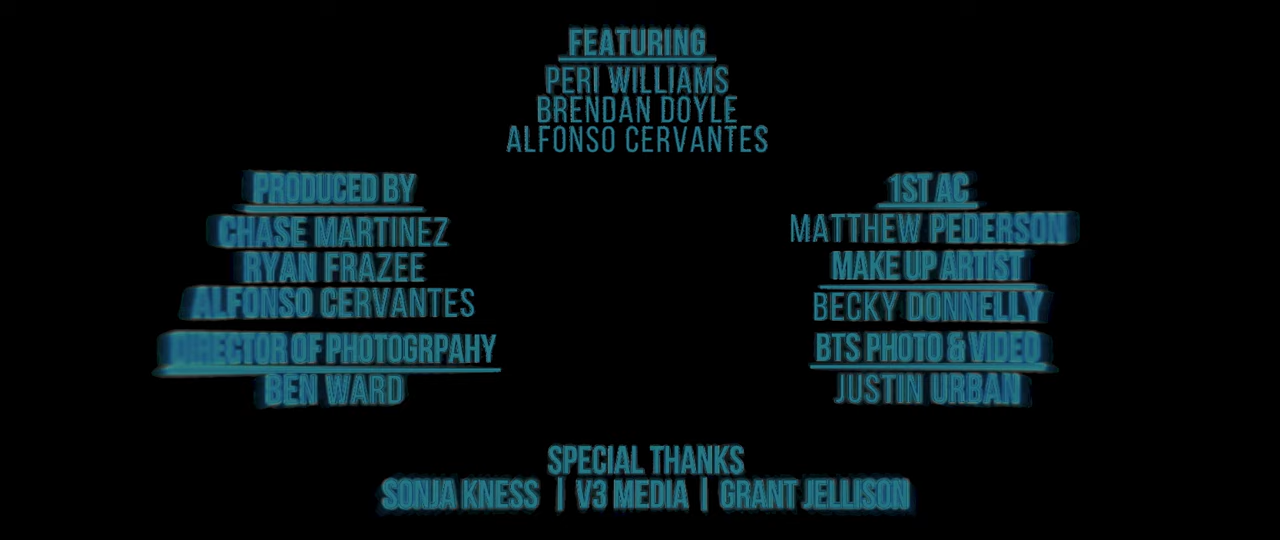 FEATURING
PERI WILLIAMS
BRENDAN DOYLE
ALFONSO CERVANTES
PRODUCED BY
CHASE MARTINEZ
RYAN FRAZEE
ALFONSO CERVANTES
DIRECTOR OF PHOTOGRPAHY
BEN WARD
1ST AC
MATTHEW PEDERSON
MAKE UP ARTIST
BECKY DONNELLY
BTS PHOTO & VIDEO
JUSTIN URBAN
SPECIAL THANKS
SONJA KNESS | V3 MEDIA | GRANT JELLISON